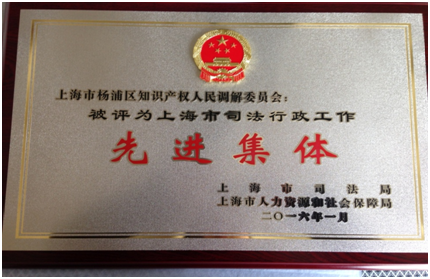 上海市杨浦区知识产权人民调解委员会：
被评为上海市司法行政工作
先进集体
上海市司法局
上海市人力资源和社会保障局
二〇一六年一月